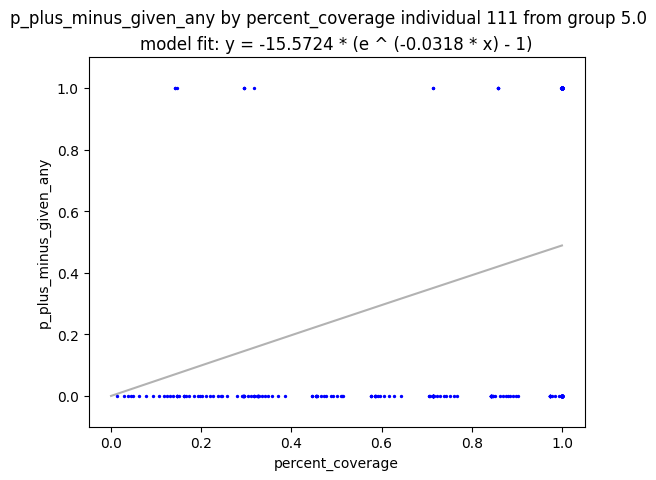 p_plus_minus_given_any by percent_coverage individual 111 from group 5.0
model fit: y = -15.5724 * (e ^ (-0.0318 * x) - 1)
1.0
0.8
0.6
0.4
0.2
0.0
p_plus_minus_given_any
0.0 0.2 0.4 0.6 0.8 1.0
percent_coverage